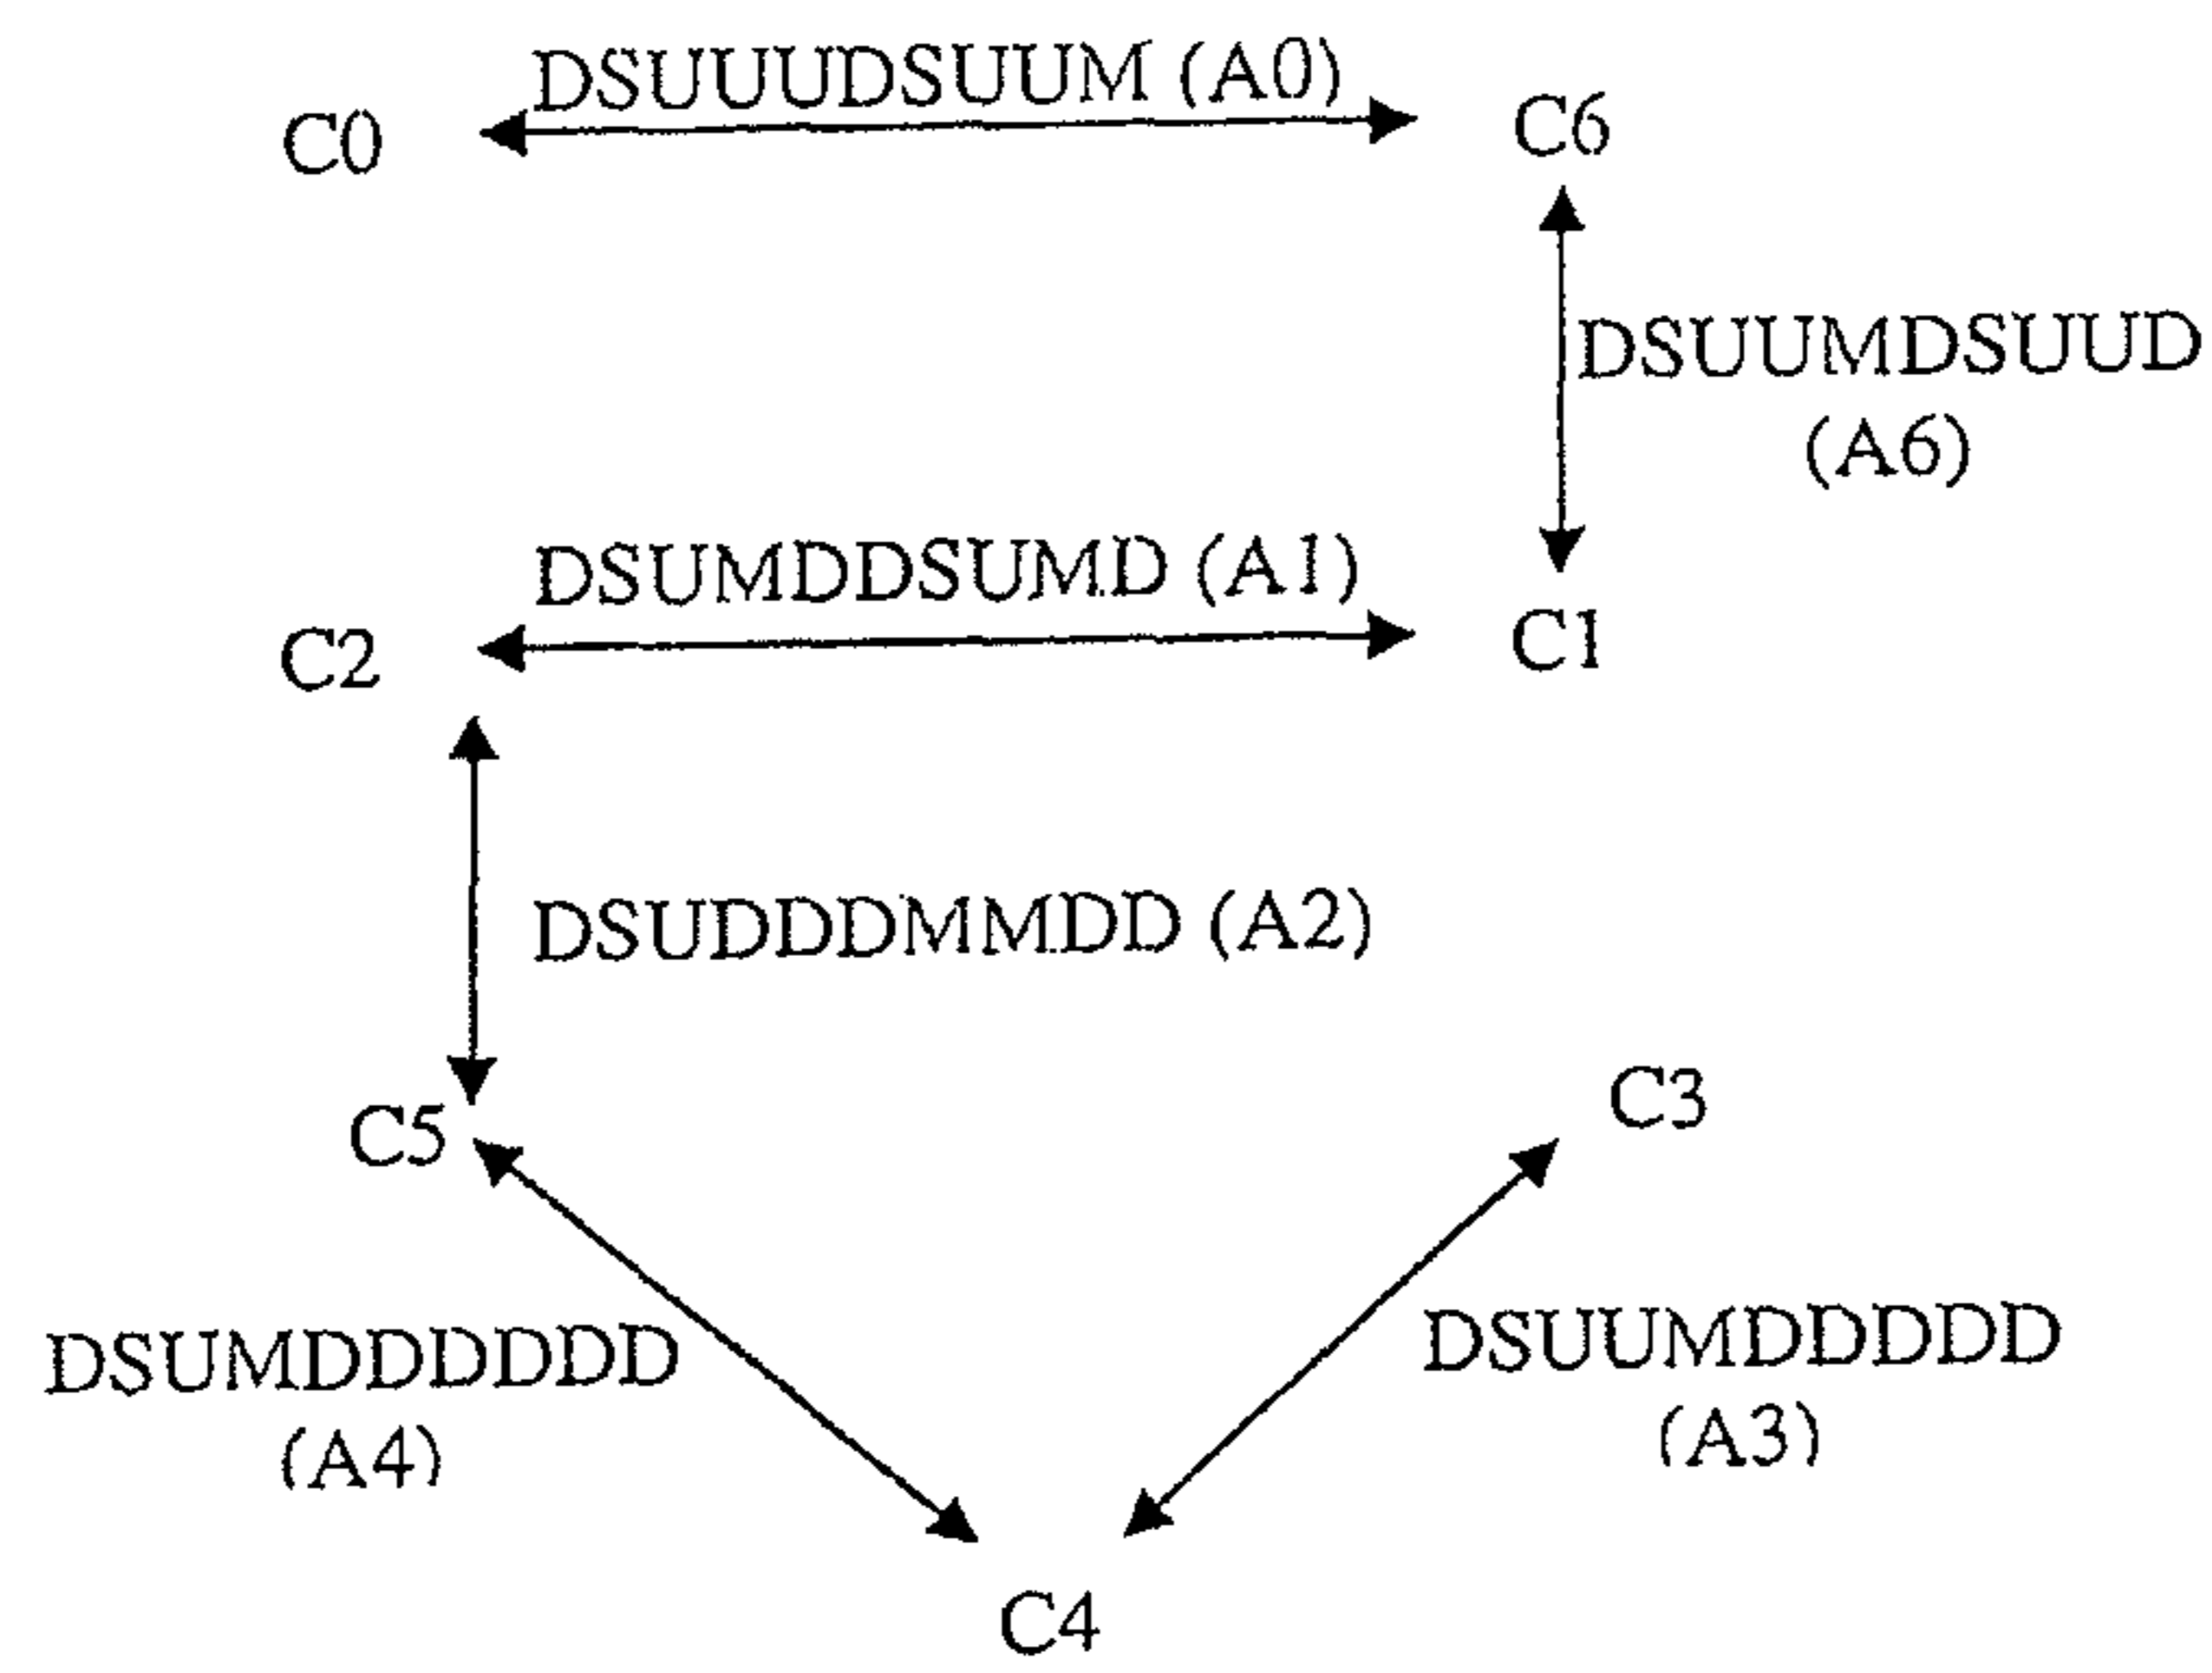 DSUUUDSUUM (A0)
C0
C6
DSUUMDSUUD
(A6)
DSUMDDSUMD (A1)
C2
C1
DSUDDDMMDD (A2)
C5
C3
DSUMDDDDDD
(A4)
DSUUMDDDDD
(A3)
C4